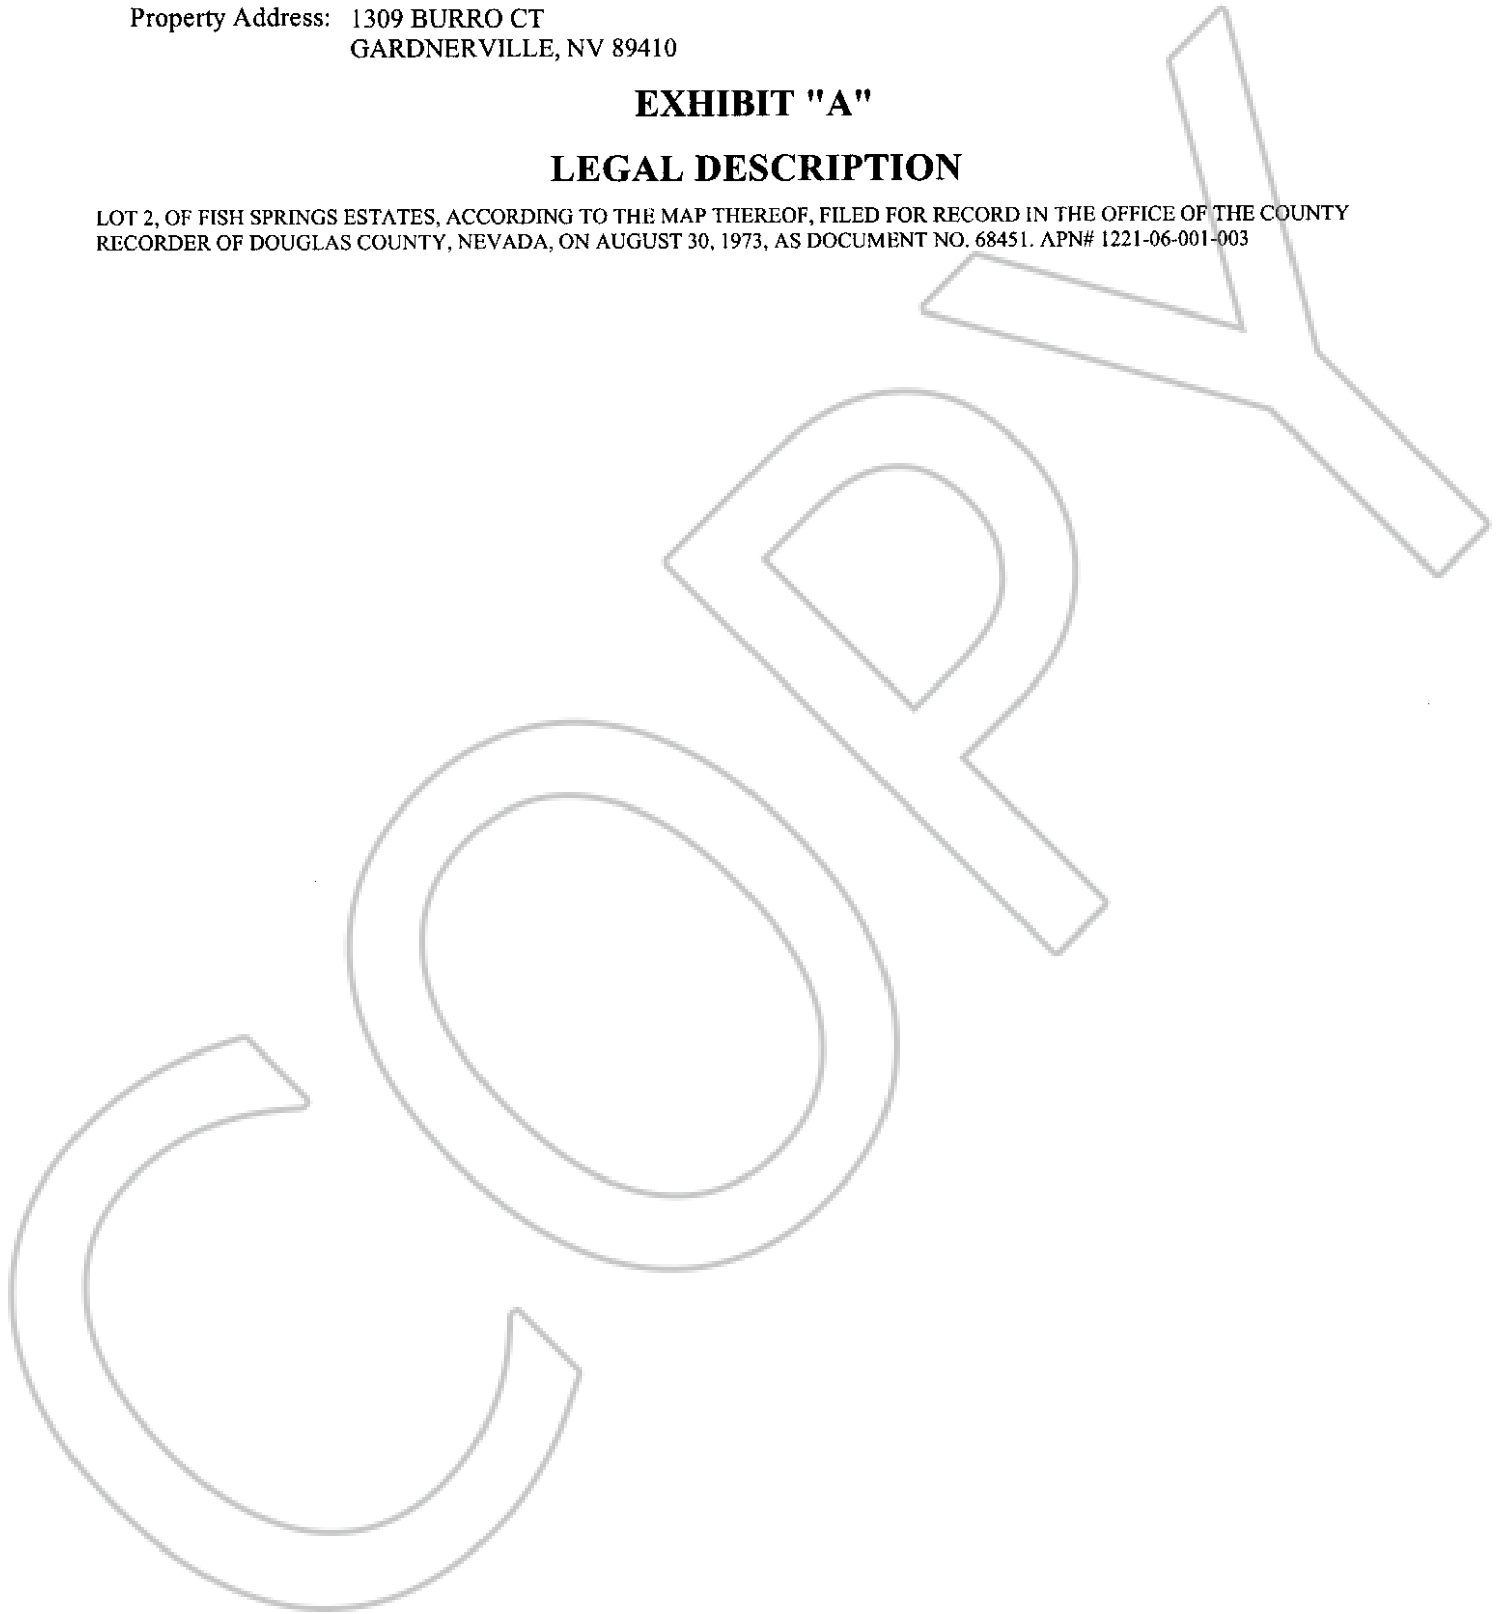 Property Address: 1309 BURRO CT
GARDNERVILLE, NV 89410
EXHIBIT "A"
LEGAL DESCRIPTION
LOT 2, OF FISH SPRINGS ESTATES, ACCORDING TO THE MAP THEREOF, FILED FOR RECORD IN THE OFFICE OF THE COUNTY
RECORDER OF DOUGLAS COUNTY, NEVADA, ON AUGUST 30, 1973, AS DOCUMENT NO. 68451. APN# 1221-06-001-003
COPY